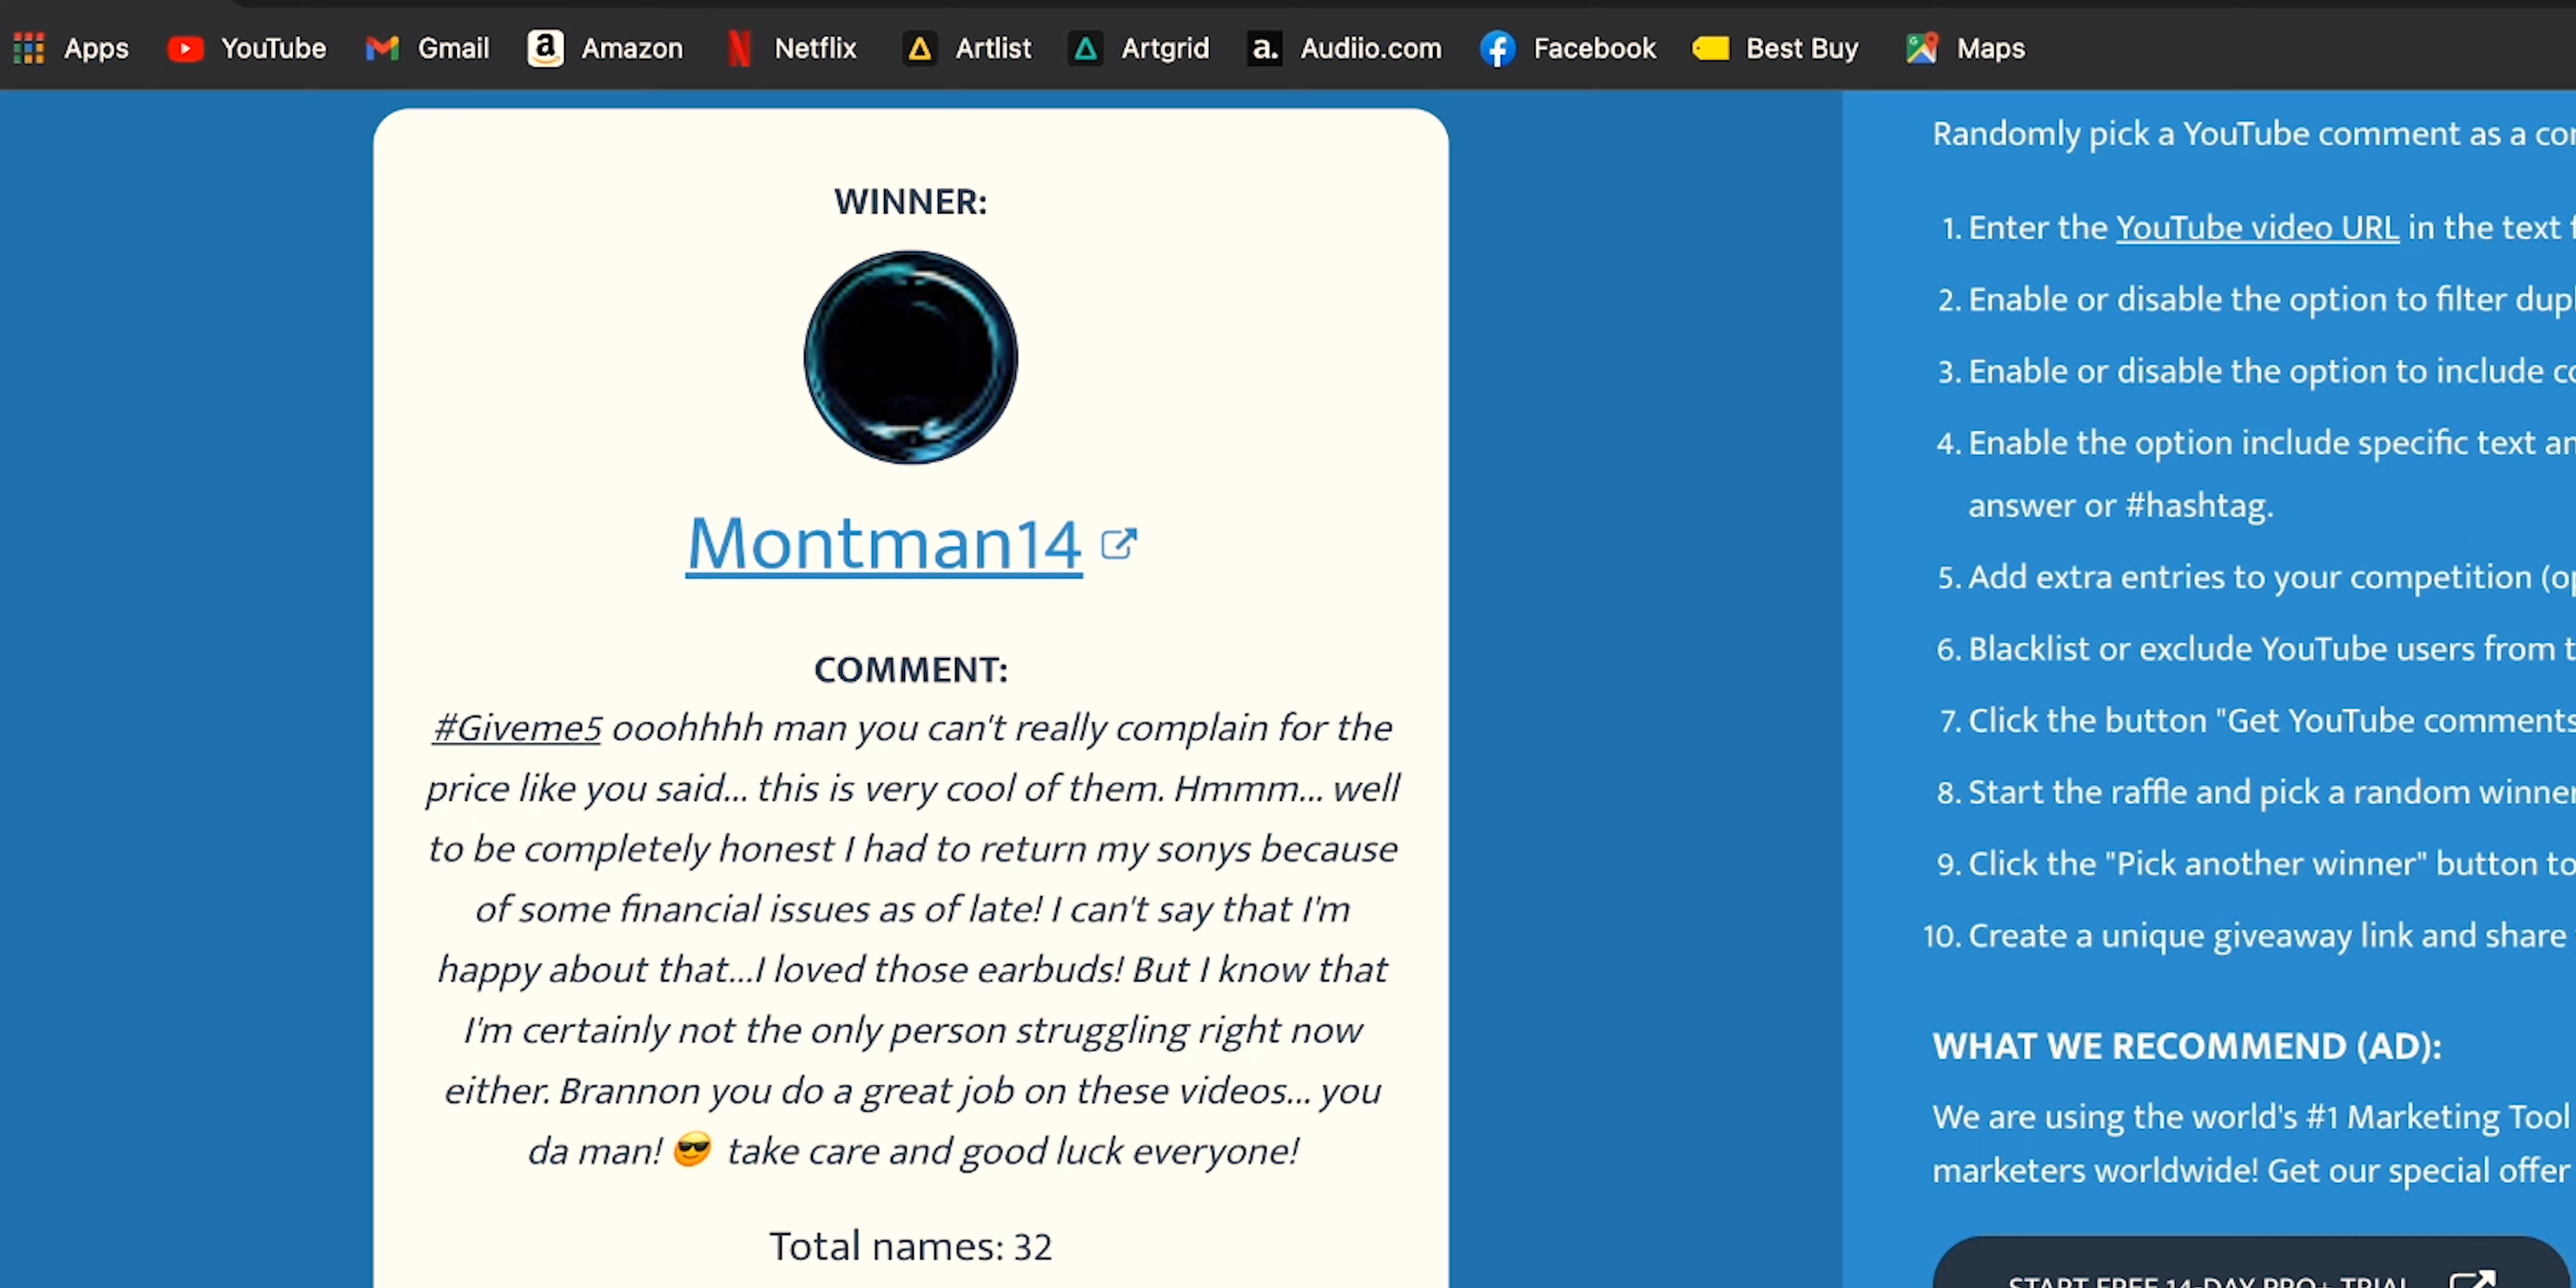 Apps YouTube Gmail Amazon Netflix Artlist Artgrid Audiio.com Facebook Best Buy Maps
WINNER:
Montman14
COMMENT:
#Giveme5 ooohhhh man you can't really complain for the
price like you said... this is very cool of them. Hmmm... well
to be completely honest I had to return my sonys because
of some financial issues as of late! I can't say that I'm
happy about that...I loved those earbuds! But I know that
I'm certainly not the only person struggling right now
either. Brannon you do a great job on these videos... you
da man! 😎 take care and good luck everyone!
Total names: 32
Randomly pick a YouTube comment as a
1. Enter the YouTube video URL in the text
2. Enable or disable the option to filter
3. Enable or disable the option to include
4. Enable the option include specific text
answer or #hashtag.
5. Add extra entries to your competition
6. Blacklist or exclude YouTube users from
7. Click the button "Get YouTube comments
8. Start the raffle and pick a random winner
9. Click the "Pick another winner" button to
10. Create a unique giveaway link and share
WHAT WE RECOMMEND (AD):
We are using the world's #1 Marketing Tool
marketers worldwide! Get our special offer
START FREE 14-DAY PRO+ TRIAL